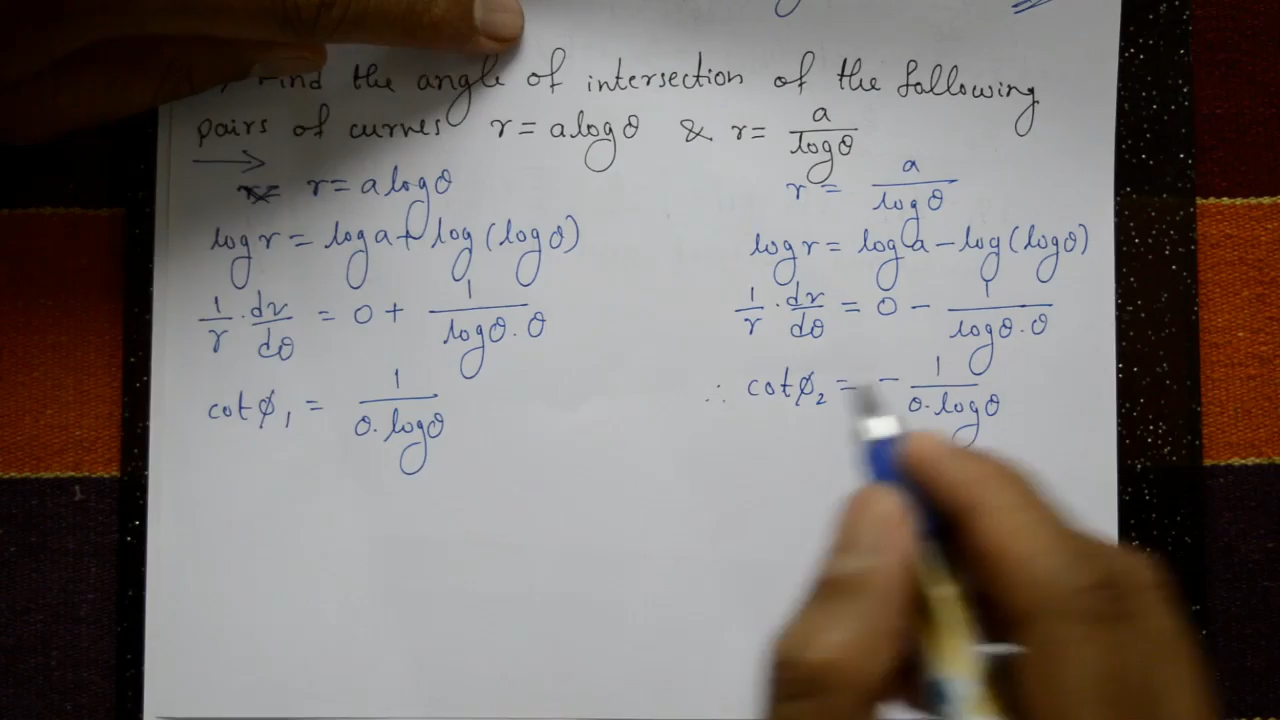 Find the angle of intersection of the following
pairs of curves r = a log θ & r = a/log θ
r = a log θ
log r = log a + log (log θ)
1/r · dr/dθ = 0 + 1/(log θ · θ)
cot φ₁ = 1/(θ · log θ)
r = a/log θ
log r = log a − log (log θ)
1/r · dr/dθ = 0 − 1/(log θ · θ)
∴ cot φ₂ = − 1/(θ · log θ)